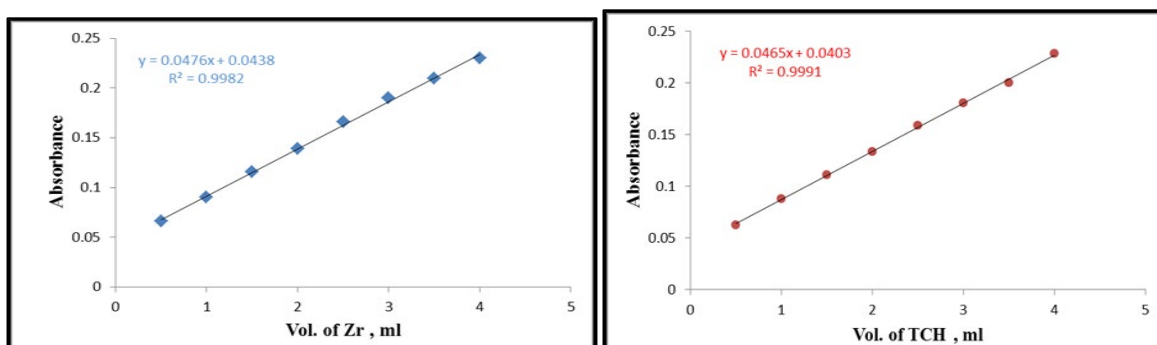 0.25
0.2
0.15
0.1
0.05
0
Absorbance
y = 0.0476x + 0.0438
R² = 0.9982
0 1 2 3 4 5
Vol. of Zr , ml
0.25
0.2
0.15
0.1
0.05
0
Absorbance
y = 0.0465x + 0.0403
R² = 0.9991
0 1 2 3 4 5
Vol. of TCH , ml